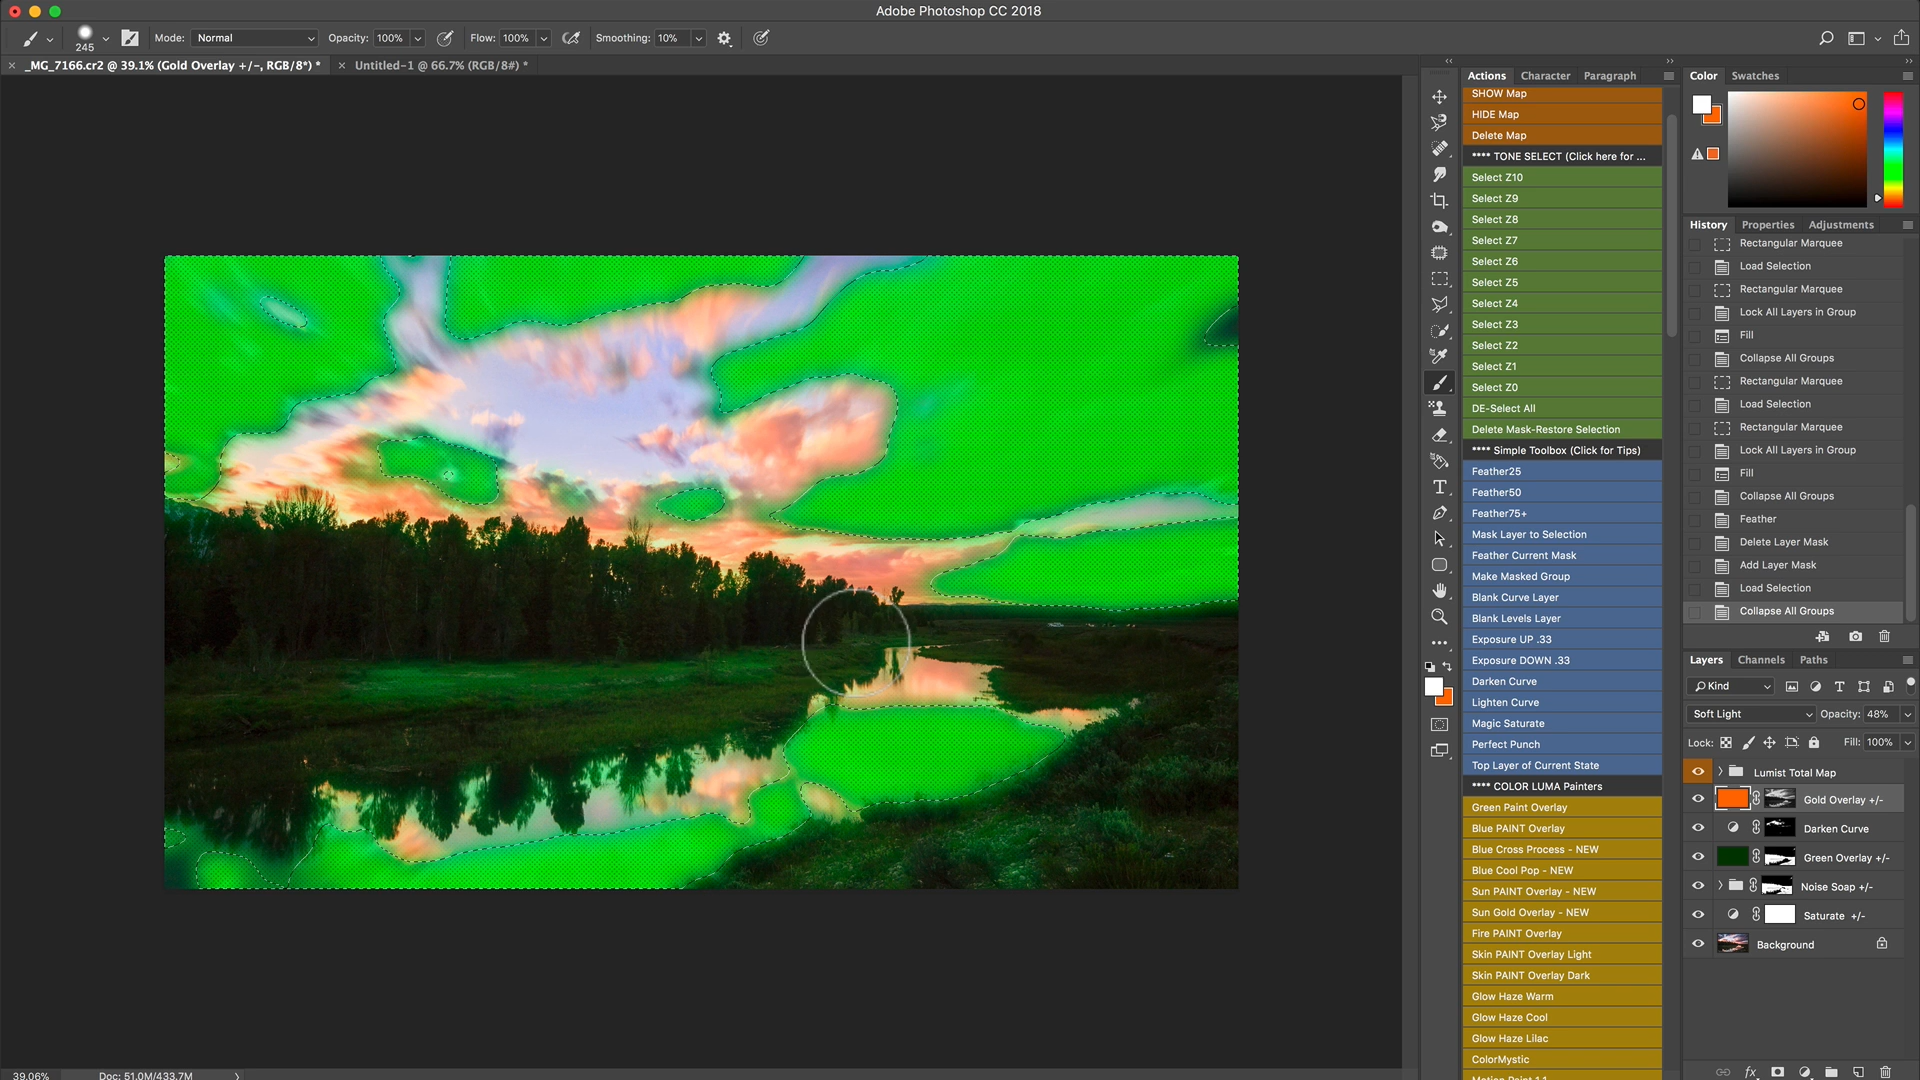 Adobe Photoshop CC 2018
245
Mode: Normal
Opacity: 100%
Flow: 100%
Smoothing: 10%
× _MG_7166.cr2 @ 39.1% (Gold Overlay +/-, RGB/8*) *
× Untitled-1 @ 66.7% (RGB/8#) *
Actions Character Paragraph
SHOW Map
HIDE Map
Delete Map
**** TONE SELECT (Click here for ...
Select Z10
Select Z9
Select Z8
Select Z7
Select Z6
Select Z5
Select Z4
Select Z3
Select Z2
Select Z1
Select Z0
DE-Select All
Delete Mask-Restore Selection
**** Simple Toolbox (Click for Tips)
Feather25
Feather50
Feather75+
Mask Layer to Selection
Feather Current Mask
Make Masked Group
Blank Curve Layer
Blank Levels Layer
Exposure UP .33
Exposure DOWN .33
Darken Curve
Lighten Curve
Magic Saturate
Perfect Punch
Top Layer of Current State
**** COLOR LUMA Painters
Green Paint Overlay
Blue PAINT Overlay
Blue Cross Process - NEW
Blue Cool Pop - NEW
Sun PAINT Overlay - NEW
Sun Gold Overlay - NEW
Fire PAINT Overlay
Skin PAINT Overlay Light
Skin PAINT Overlay Dark
Glow Haze Warm
Glow Haze Cool
Glow Haze Lilac
ColorMystic
Color Swatches
History Properties Adjustments
Rectangular Marquee
Load Selection
Rectangular Marquee
Lock All Layers in Group
Fill
Collapse All Groups
Rectangular Marquee
Load Selection
Rectangular Marquee
Lock All Layers in Group
Fill
Collapse All Groups
Feather
Delete Layer Mask
Add Layer Mask
Load Selection
Collapse All Groups
Layers Channels Paths
Kind
Soft Light Opacity: 48%
Lock: Fill: 100%
Lumist Total Map
Gold Overlay +/-
Darken Curve
Green Overlay +/-
Noise Soap +/-
Saturate +/-
Background
fx
39.06% Doc: 51.0M/433.7M